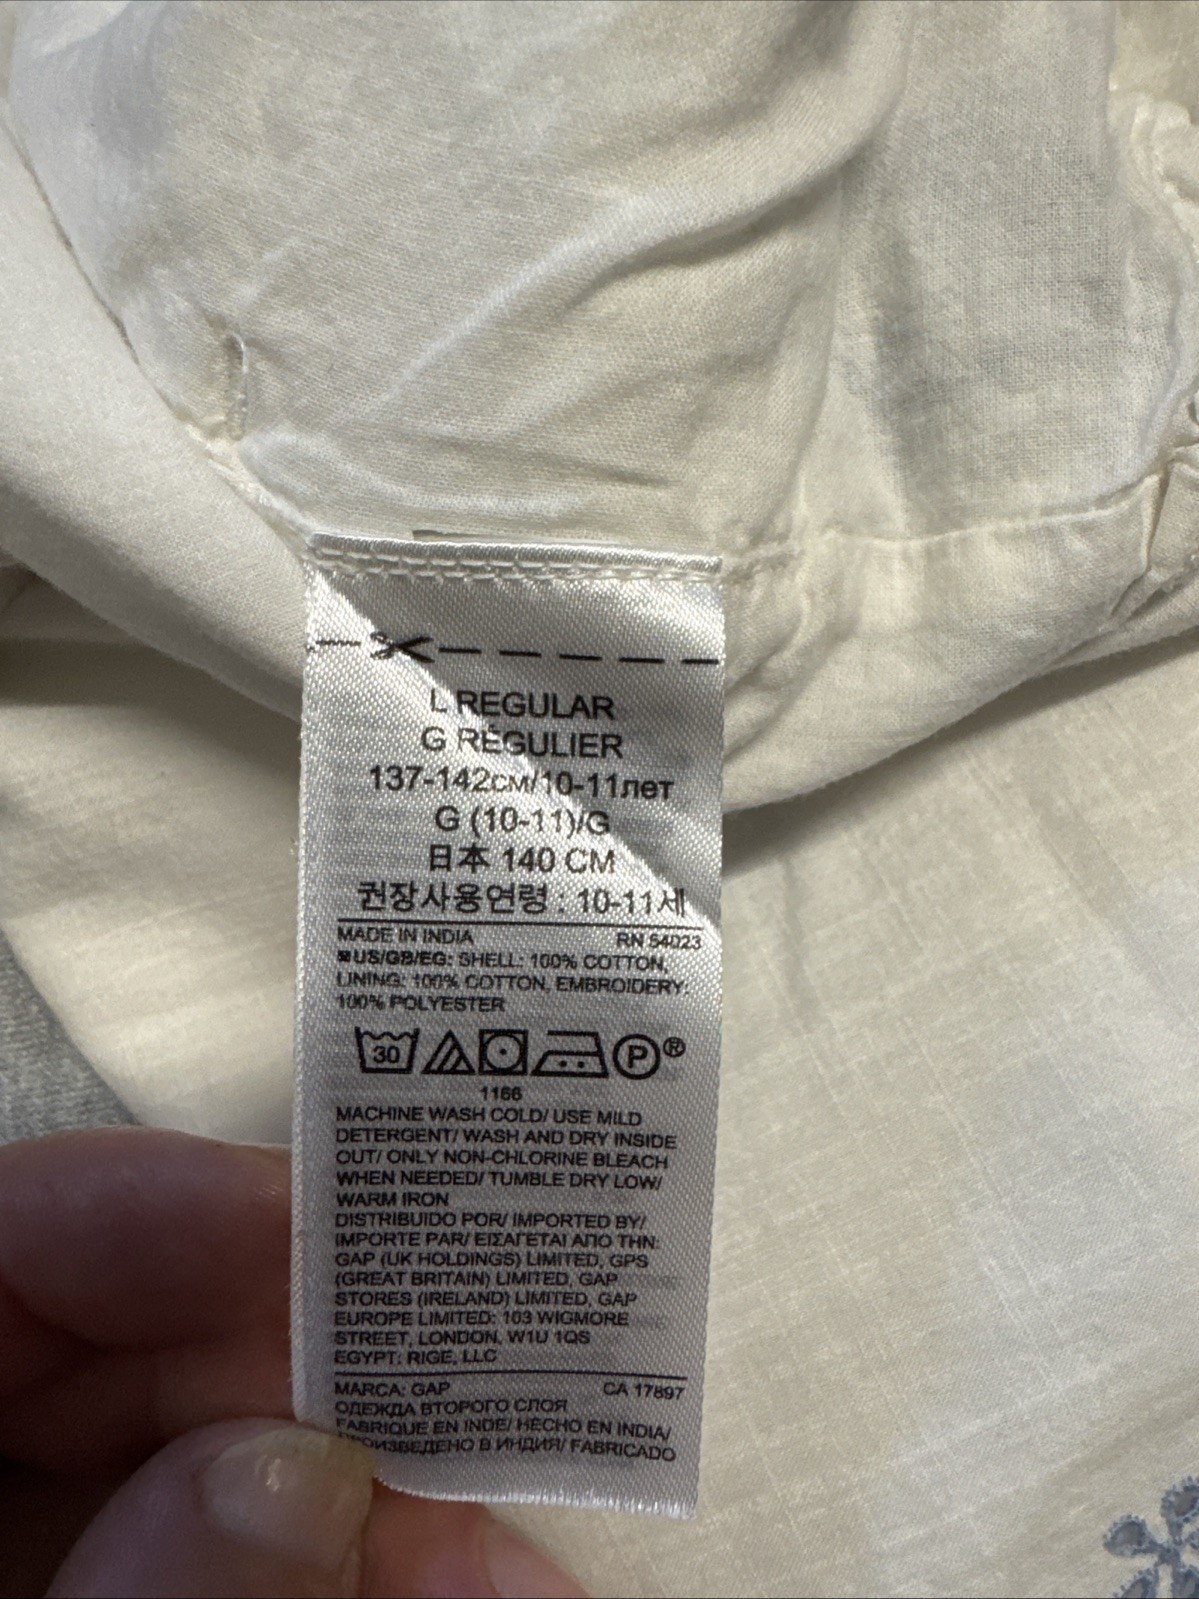 L REGULAR
G RÉGULIER
137-142см/10-11лет
G (10-11)/G
日本 140 CM
권장사용연령 : 10-11세
MADE IN INDIA RN 54023
US/GB/EG: SHELL: 100% COTTON,
LINING: 100% COTTON, EMBROIDERY:
100% POLYESTER
30 P®
1166
MACHINE WASH COLD/ USE MILD
DETERGENT/ WASH AND DRY INSIDE
OUT/ ONLY NON-CHLORINE BLEACH
WHEN NEEDED/ TUMBLE DRY LOW/
WARM IRON
DISTRIBUIDO POR/ IMPORTED BY/
IMPORTE PAR/ ΕΙΣΑΓΕΤΑΙ ΑΠΟ ΤΗΝ:
GAP (UK HOLDINGS) LIMITED, GPS
(GREAT BRITAIN) LIMITED, GAP
STORES (IRELAND) LIMITED, GAP
EUROPE LIMITED: 103 WIGMORE
STREET, LONDON, W1U 1QS
EGYPT: RIGE, LLC
MARCA: GAP CA 17897
ОДЕЖДА ВТОРОГО СЛОЯ
FABRIQUE EN INDE/ HECHO EN INDIA/
ПРОИЗВЕДЕНО В ИНДИЯ/ FABRICADO